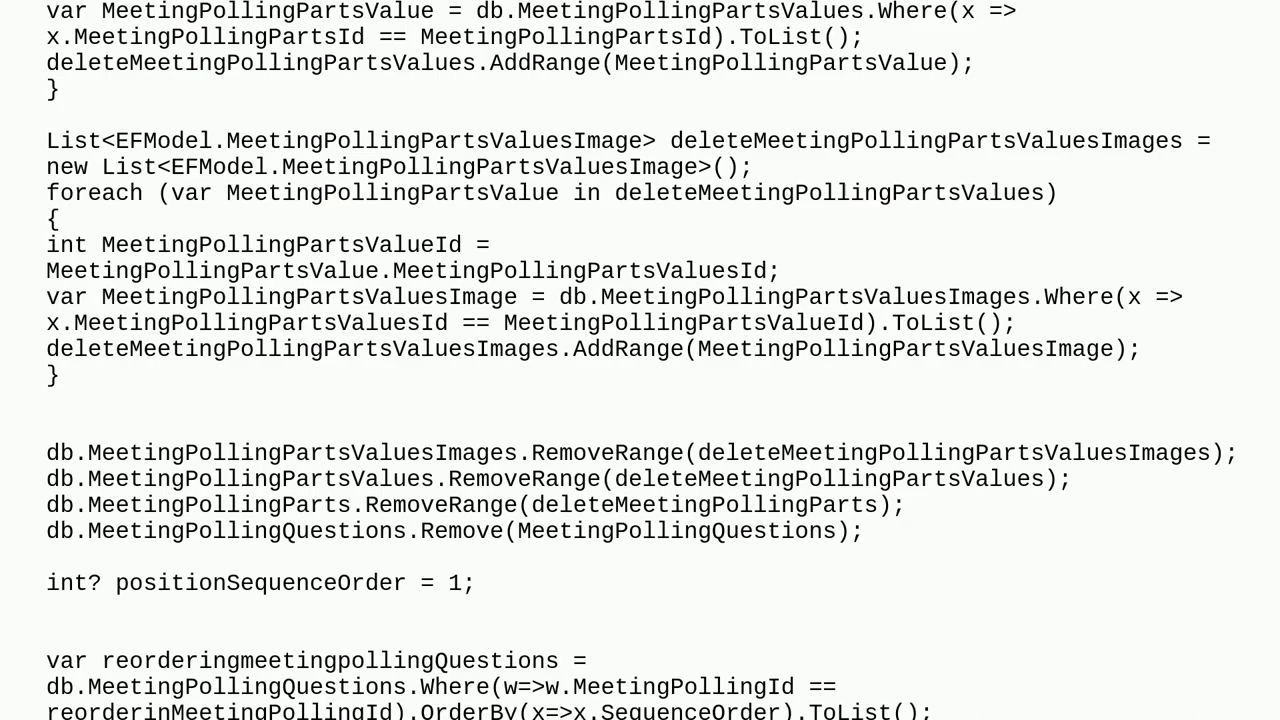 var MeetingPollingPartsValue = db.MeetingPollingPartsValues.Where(x =>
x.MeetingPollingPartsId == MeetingPollingPartsId).ToList();
deleteMeetingPollingPartsValues.AddRange(MeetingPollingPartsValue);
}
List<EFModel.MeetingPollingPartsValuesImage> deleteMeetingPollingPartsValuesImages =
new List<EFModel.MeetingPollingPartsValuesImage>();
foreach (var MeetingPollingPartsValue in deleteMeetingPollingPartsValues)
{
int MeetingPollingPartsValueId =
MeetingPollingPartsValue.MeetingPollingPartsValuesId;
var MeetingPollingPartsValuesImage = db.MeetingPollingPartsValuesImages.Where(x =>
x.MeetingPollingPartsValuesId == MeetingPollingPartsValueId).ToList();
deleteMeetingPollingPartsValuesImages.AddRange(MeetingPollingPartsValuesImage);
}
db.MeetingPollingPartsValuesImages.RemoveRange(deleteMeetingPollingPartsValuesImages);
db.MeetingPollingPartsValues.RemoveRange(deleteMeetingPollingPartsValues);
db.MeetingPollingParts.RemoveRange(deleteMeetingPollingParts);
db.MeetingPollingQuestions.Remove(MeetingPollingQuestions);
int? positionSequenceOrder = 1;
var reorderingmeetingpollingQuestions =
db.MeetingPollingQuestions.Where(w=>w.MeetingPollingId ==
reorderinMeetingPollingId).OrderBy(x=>x.SequenceOrder).ToList();